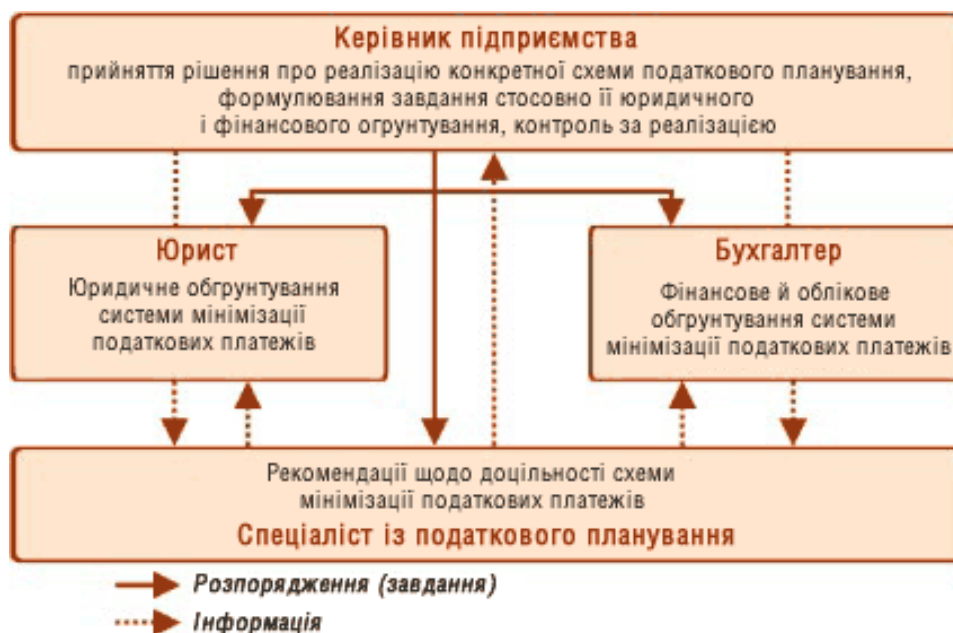 Керівник підприємства
прийняття рішення про реалізацію конкретної схеми податкового планування,
формулювання завдання стосовно її юридичного
і фінансового огрунтування, контроль за реалізацією
Юрист
Юридичне обгрунтування
системи мінімізації
податкових платежів
Бухгалтер
Фінансове й облікове
обгрунтування системи
мінімізації податкових платежів
Рекомендації щодо доцільності схеми
мінімізації податкових платежів
Спеціаліст із податкового планування
Розпорядження (завдання)
Інформація